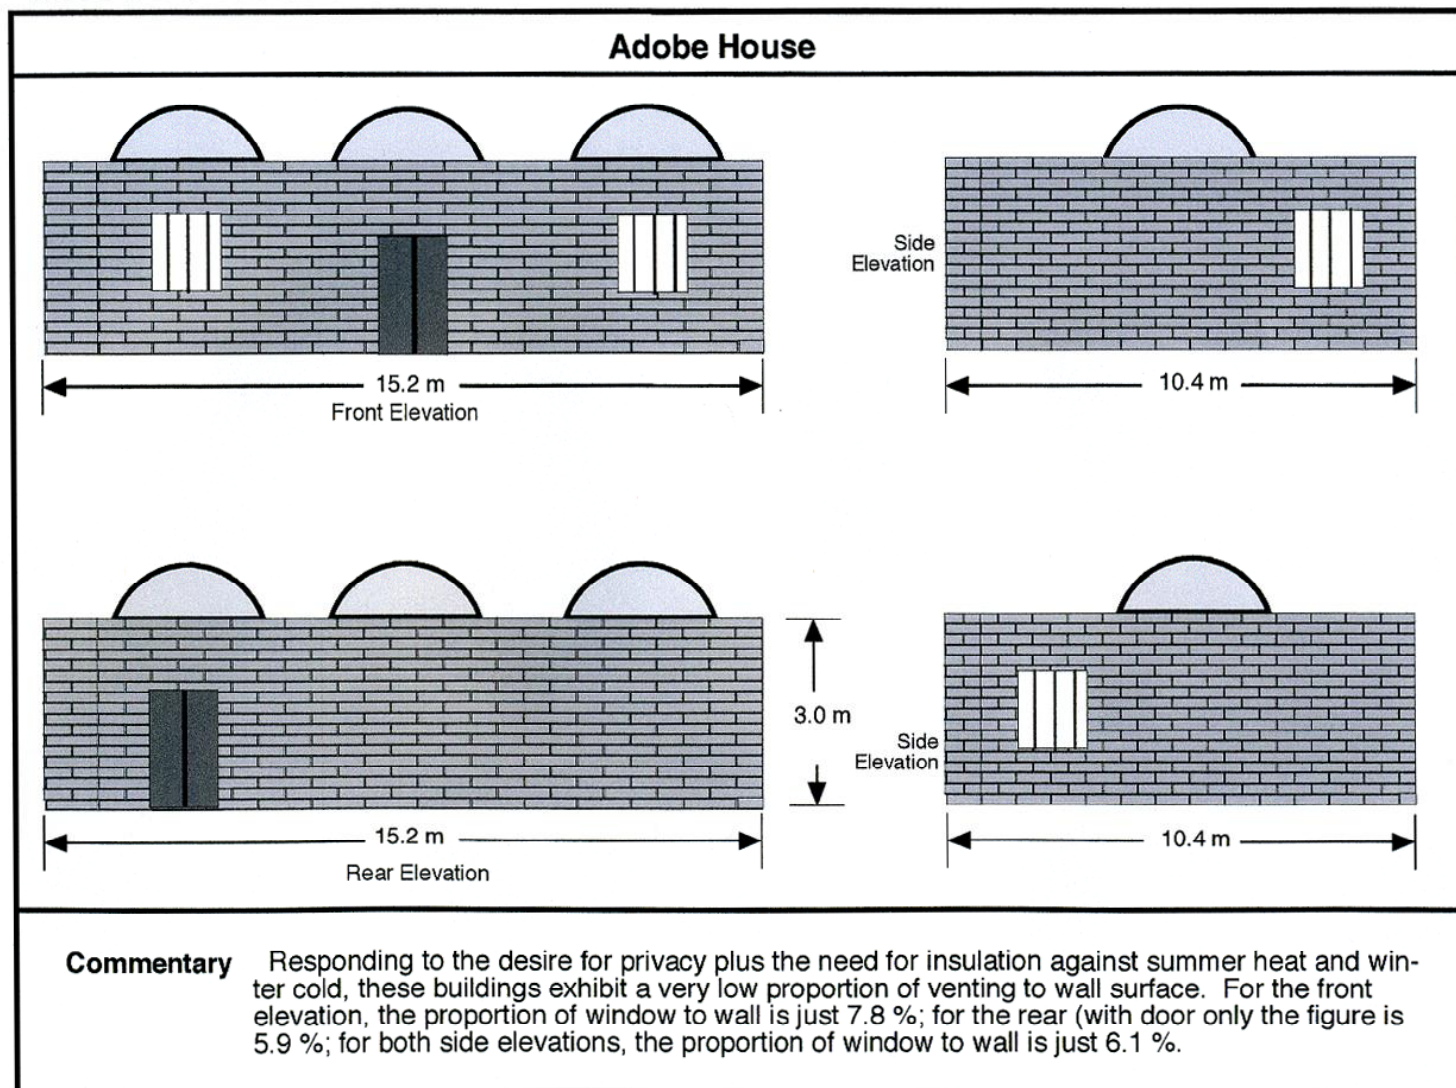 Adobe House
Side
Elevation
15.2 m
Front Elevation
10.4 m
3.0 m
Side
Elevation
15.2 m
Rear Elevation
10.4 m
Commentary Responding to the desire for privacy plus the need for insulation against summer heat and win-
ter cold, these buildings exhibit a very low proportion of venting to wall surface. For the front
elevation, the proportion of window to wall is just 7.8 %; for the rear (with door only the figure is
5.9 %; for both side elevations, the proportion of window to wall is just 6.1 %.